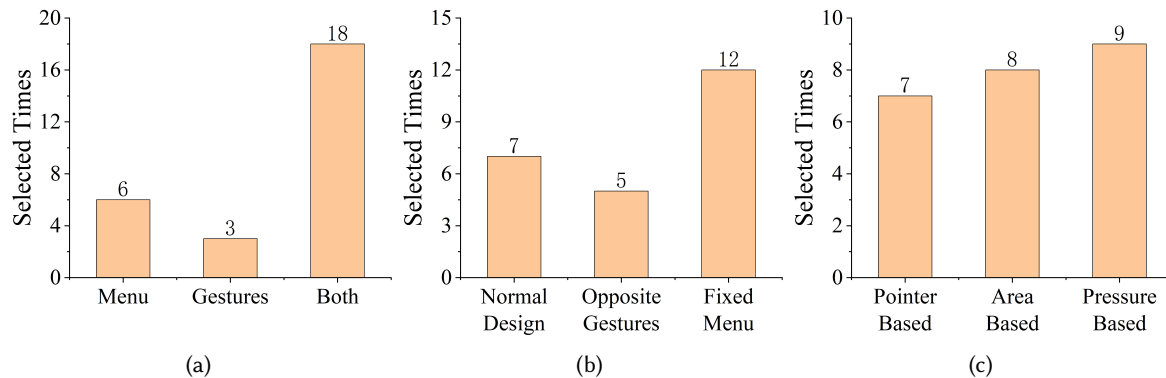 Selected Times
20
16
12
8
4
0
6
3
18
Menu
Gestures
Both
(a)
Selected Times
15
12
9
6
3
0
7
5
12
Normal
Design
Opposite
Gestures
Fixed
Menu
(b)
Selected Times
10
8
6
4
2
0
7
8
9
Pointer
Based
Area
Based
Pressure
Based
(c)